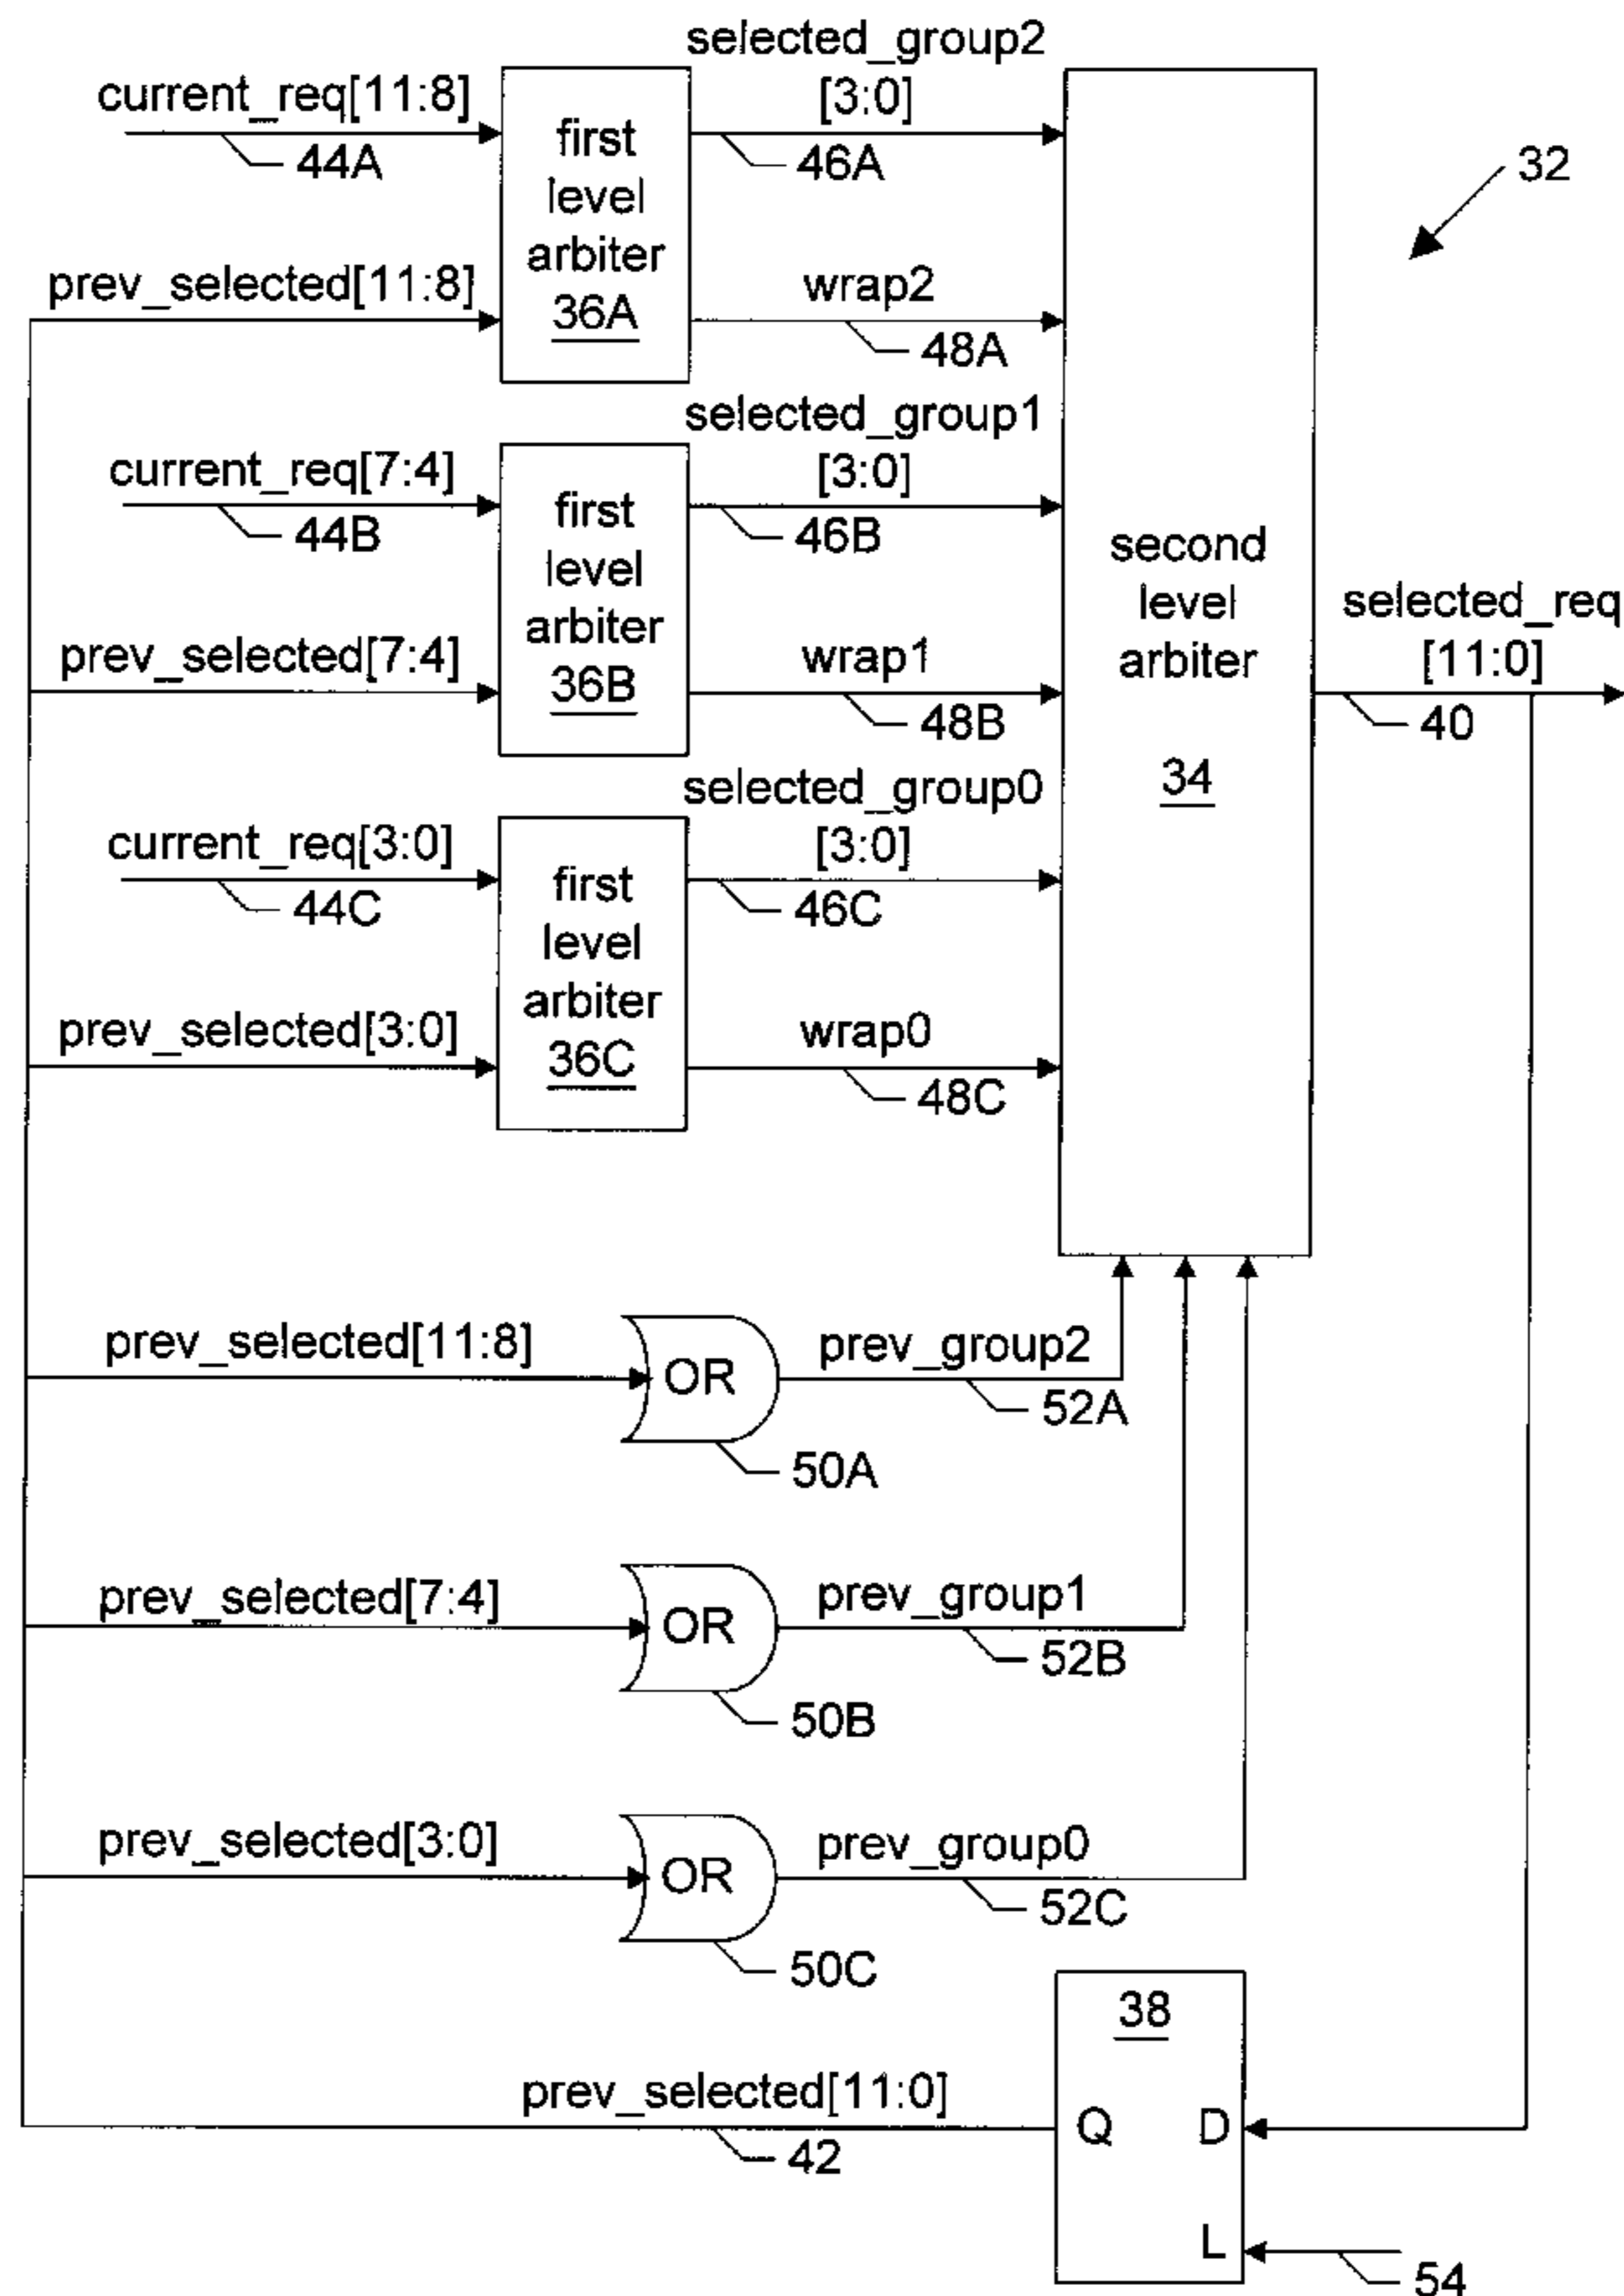 selected_group2
[3:0]
current_req[11:8]
44A
first
level
arbiter
36A
46A
32
prev_selected[11:8]
wrap2
48A
selected_group1
[3:0]
current_req[7:4]
44B
first
level
arbiter
36B
46B
second
level
arbiter
34
selected_req
[11:0]
40
prev_selected[7:4]
wrap1
48B
selected_group0
[3:0]
current_req[3:0]
44C
first
level
arbiter
36C
46C
prev_selected[3:0]
wrap0
48C
prev_selected[11:8]
OR
prev_group2
52A
50A
prev_selected[7:4]
OR
prev_group1
52B
50B
prev_selected[3:0]
OR
prev_group0
52C
50C
38
prev_selected[11:0]
Q
D
42
L
54